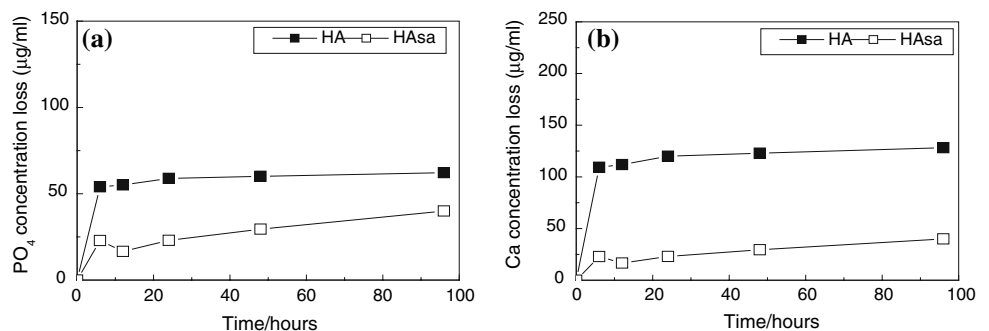 (a)
HA HAsa
PO4 concentration loss (µg/ml)
150
100
50
0
0 20 40 60 80 100
Time/hours
(b)
HA HAsa
Ca concentration loss (µg/ml)
250
200
150
125
100
50
25
0
0 20 40 60 80 100
Time/hours